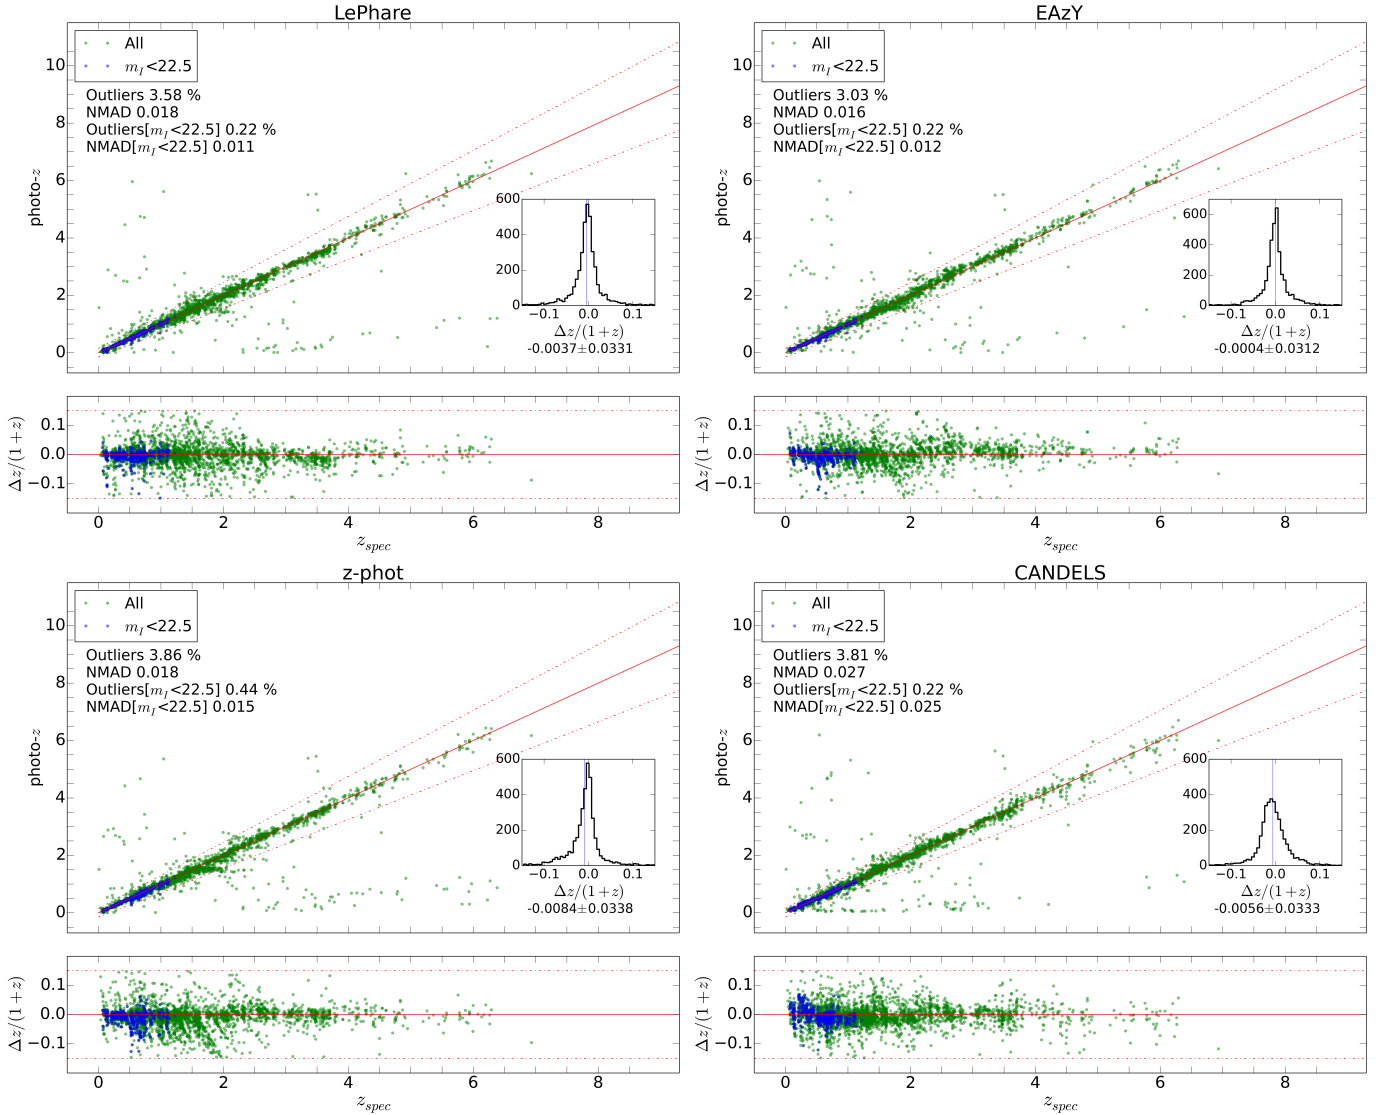 LePhare
All
m_I<22.5
Outliers 3.58 %
NMAD 0.018
Outliers[m_I<22.5] 0.22 %
NMAD[m_I<22.5] 0.011
photo-z
10
8
6
4
2
0
600
400
200
0
−0.1 0.0 0.1
Δz/(1+z)
-0.0037±0.0331
Δz/(1+z)
0.1
0.0
−0.1
0 2 4 6 8
z_spec
EAzY
All
m_I<22.5
Outliers 3.03 %
NMAD 0.016
Outliers[m_I<22.5] 0.22 %
NMAD[m_I<22.5] 0.012
photo-z
10
8
6
4
2
0
600
400
200
0
−0.1 0.0 0.1
Δz/(1+z)
-0.0004±0.0312
Δz/(1+z)
0.1
0.0
−0.1
0 2 4 6 8
z_spec
z-phot
All
m_I<22.5
Outliers 3.86 %
NMAD 0.018
Outliers[m_I<22.5] 0.44 %
NMAD[m_I<22.5] 0.015
photo-z
10
8
6
4
2
0
600
400
200
0
−0.1 0.0 0.1
Δz/(1+z)
-0.0084±0.0338
Δz/(1+z)
0.1
0.0
−0.1
0 2 4 6 8
z_spec
CANDELS
All
m_I<22.5
Outliers 3.81 %
NMAD 0.027
Outliers[m_I<22.5] 0.22 %
NMAD[m_I<22.5] 0.025
photo-z
10
8
6
4
2
0
600
400
200
0
−0.1 0.0 0.1
Δz/(1+z)
-0.0056±0.0333
Δz/(1+z)
0.1
0.0
−0.1
0 2 4 6 8
z_spec